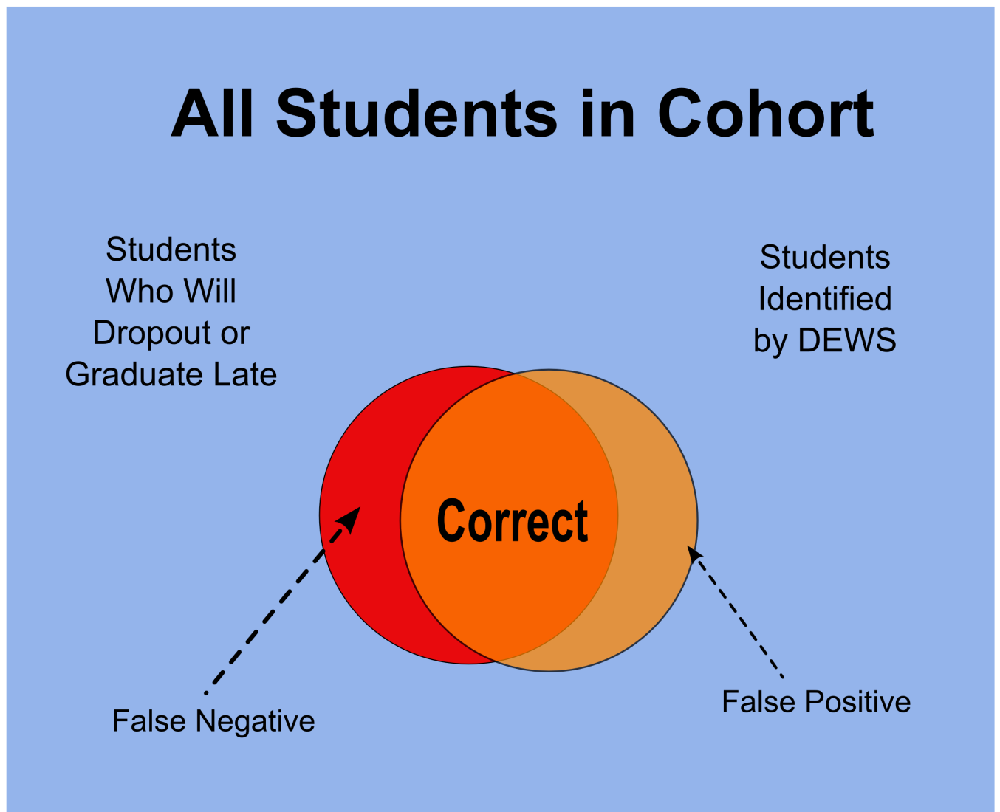 All Students in Cohort
Students
Who Will
Dropout or
Graduate Late
Students
Identified
by DEWS
Correct
False Negative
False Positive